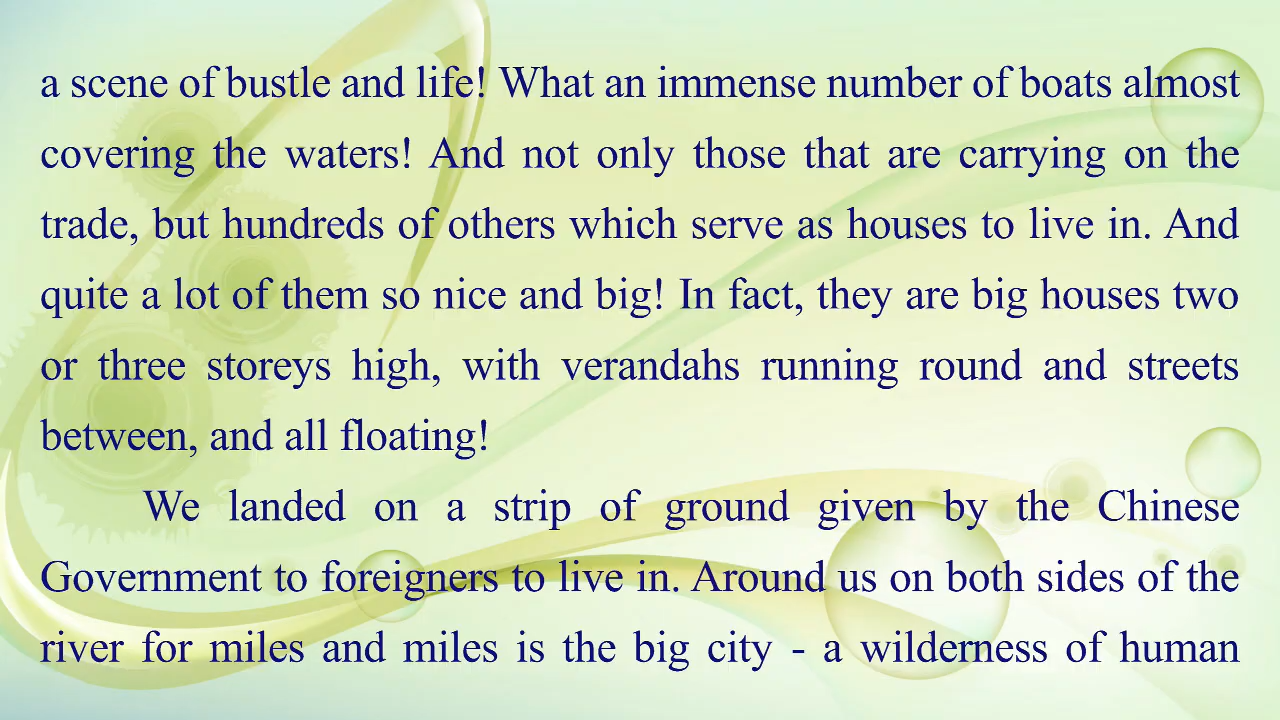 a scene of bustle and life! What an immense number of boats almost
covering the waters! And not only those that are carrying on the
trade, but hundreds of others which serve as houses to live in. And
quite a lot of them so nice and big! In fact, they are big houses two
or three storeys high, with verandahs running round and streets
between, and all floating!
We landed on a strip of ground given by the Chinese
Government to foreigners to live in. Around us on both sides of the
river for miles and miles is the big city - a wilderness of human